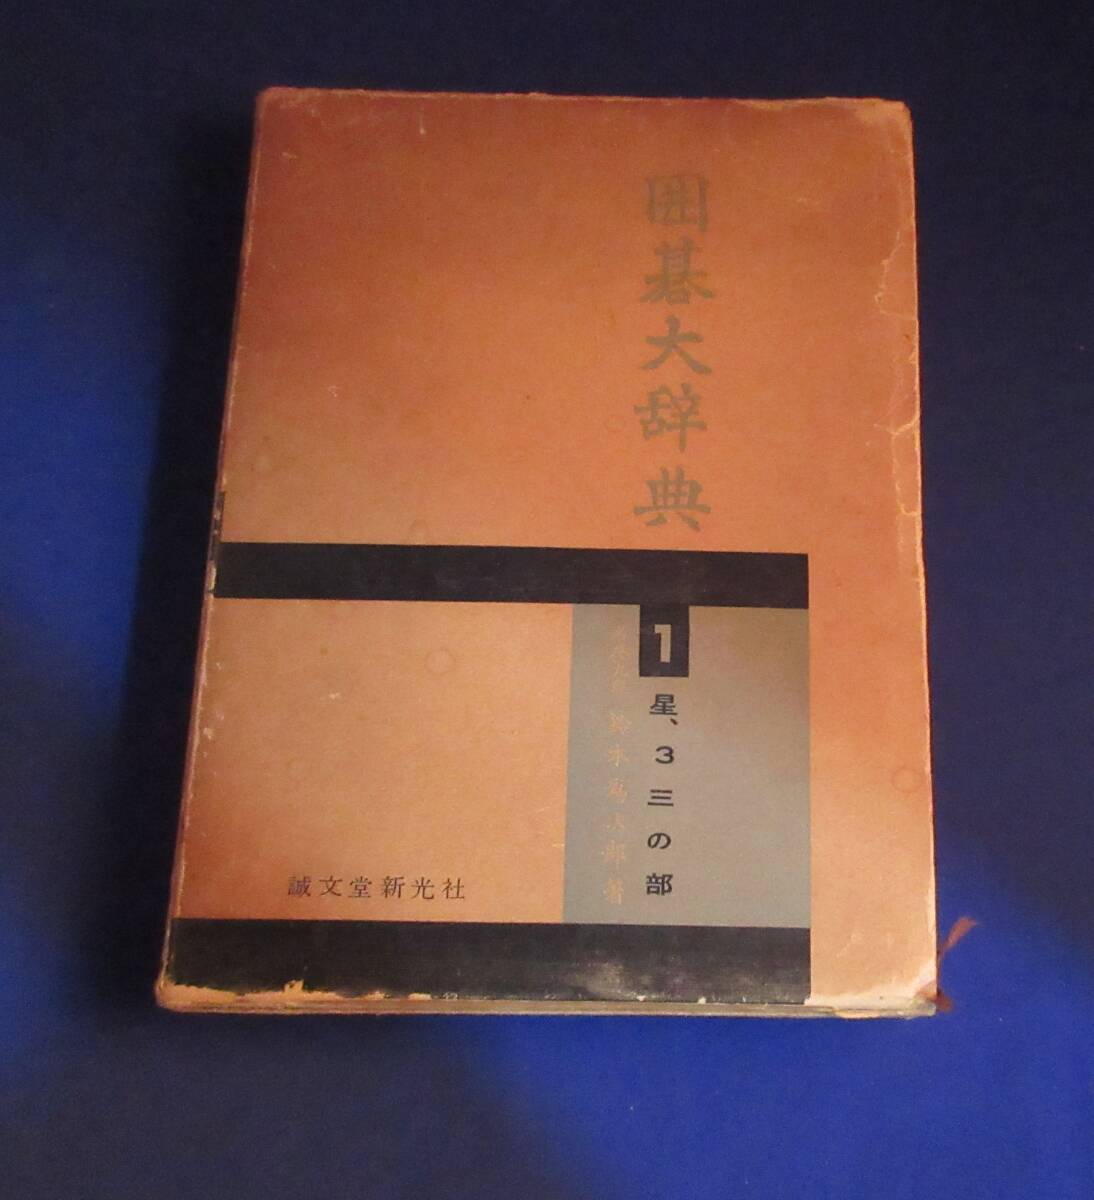 囲碁大辞典
1
星、3三の部
鈴木為次郎著
誠文堂新光社